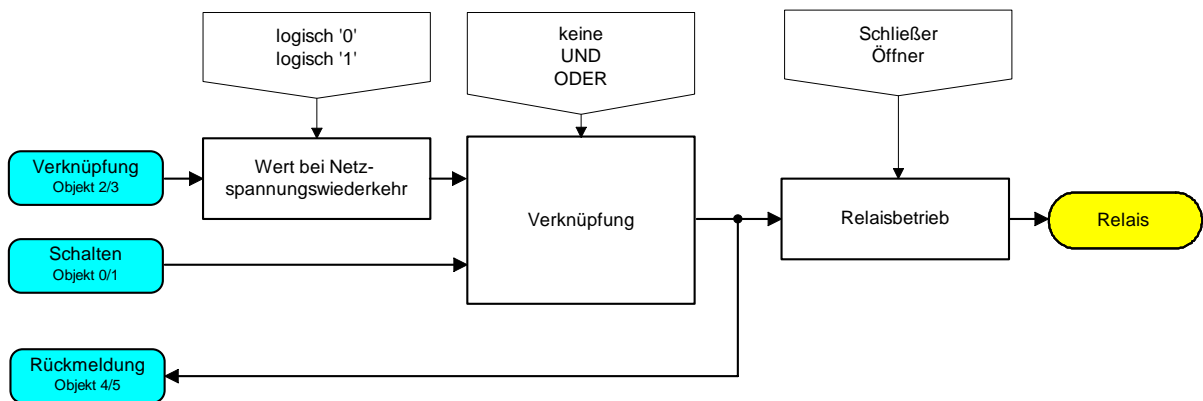 logisch '0'
logisch '1'
keine
UND
ODER
Schließer
Öffner
Verknüpfung
Objekt 2/3
Wert bei Netz-
spannungswiederkehr
Verknüpfung
Relaisbetrieb
Relais
Schalten
Objekt 0/1
Rückmeldung
Objekt 4/5